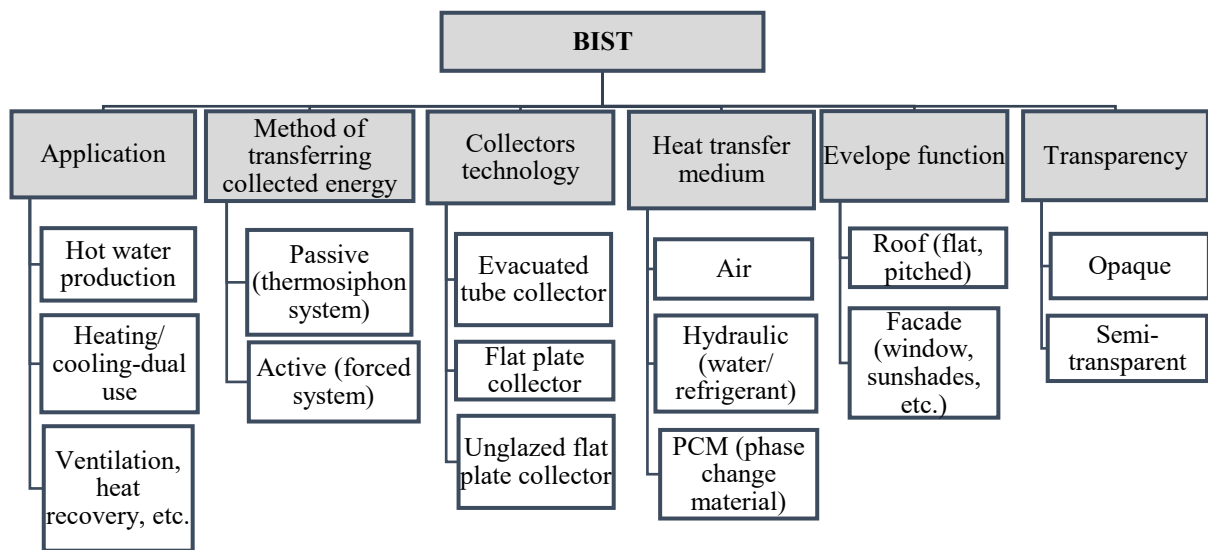 BIST
Application
Hot water
production
Heating/
cooling-dual
use
Ventilation,
heat
recovery, etc.
Method of
transferring
collected energy
Passive
(thermosiphon
system)
Active (forced
system)
Collectors
technology
Evacuated
tube collector
Flat plate
collector
Unglazed flat
plate collector
Heat transfer
medium
Air
Hydraulic
(water/
refrigerant)
PCM (phase
change
material)
Evelope function
Roof (flat,
pitched)
Facade
(window,
sunshades,
etc.)
Transparency
Opaque
Semi-
transparent